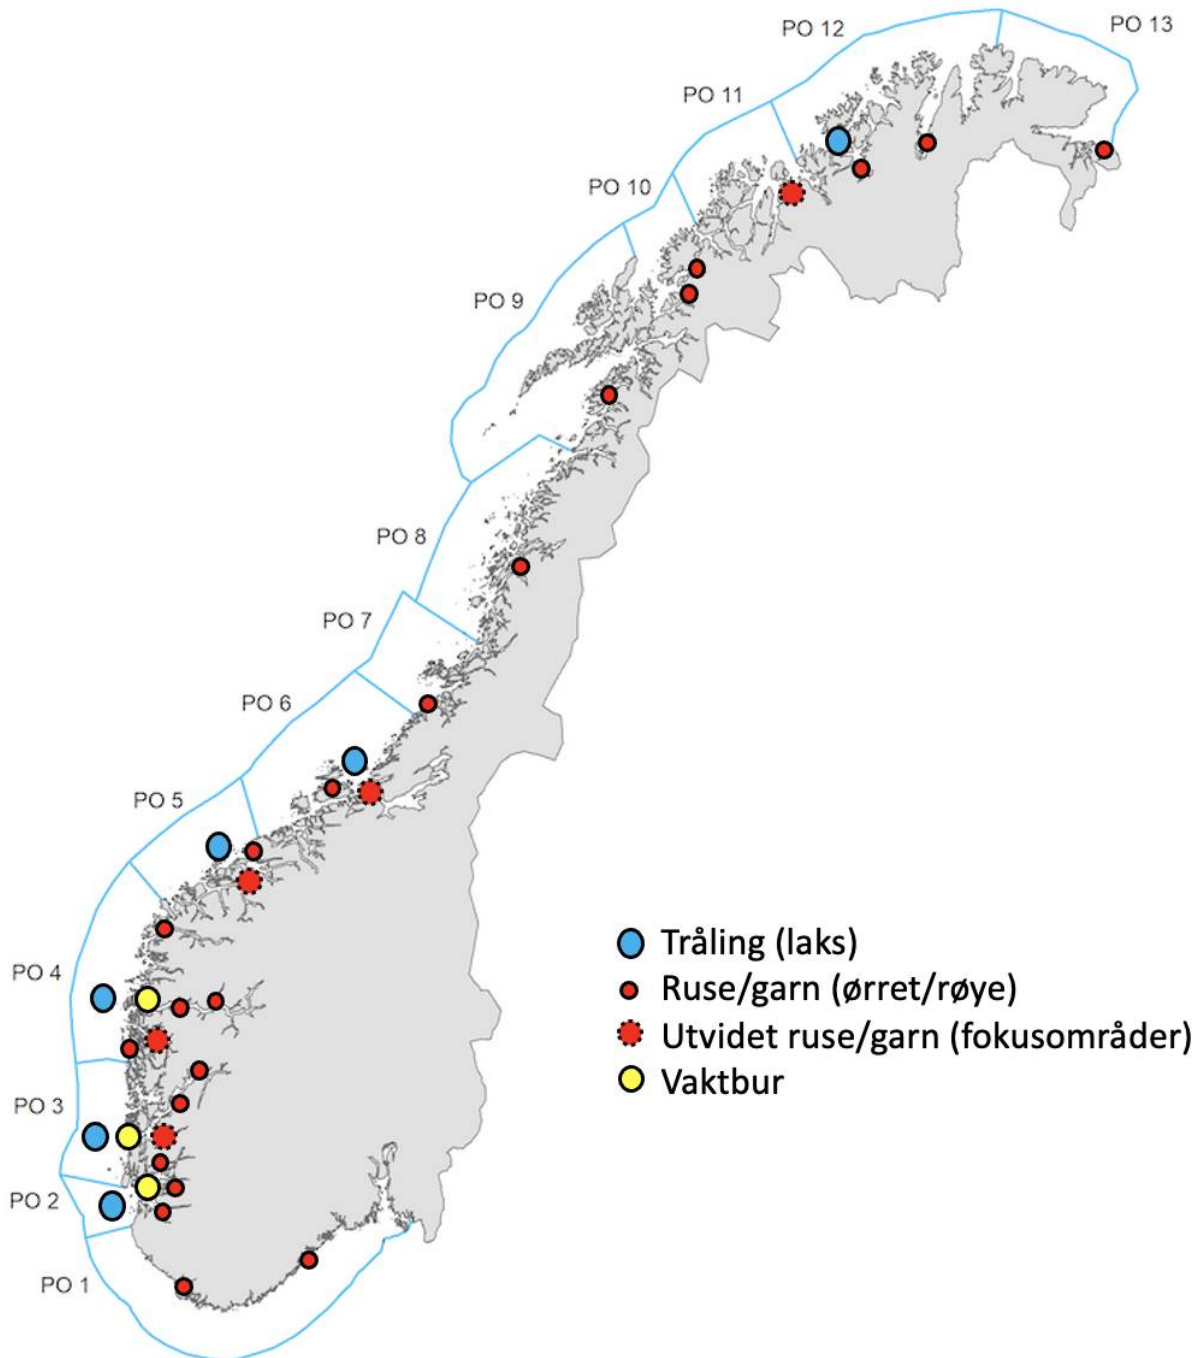 PO 13
PO 12
PO 11
PO 10
PO 9
PO 8
PO 7
PO 6
PO 5
PO 4
PO 3
PO 2
PO 1
Tråling (laks)
Ruse/garn (ørret/røye)
Utvidet ruse/garn (fokusområder)
Vaktbur